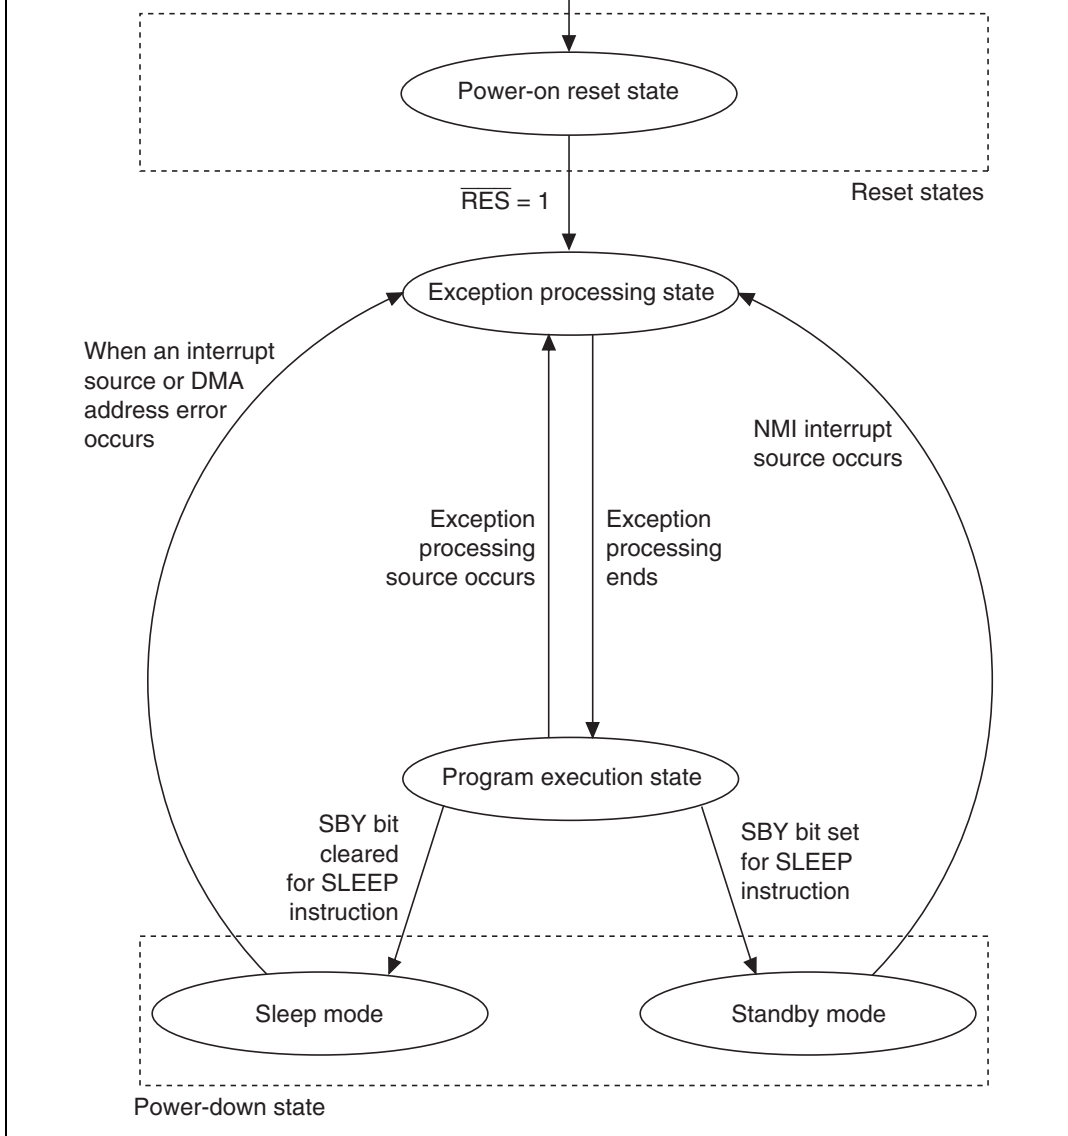 Power-on reset state
Reset states
RES = 1
Exception processing state
When an interrupt
source or DMA
address error
occurs
NMI interrupt
source occurs
Exception
processing
source occurs
Exception
processing
ends
Program execution state
SBY bit
cleared
for SLEEP
instruction
SBY bit set
for SLEEP
instruction
Sleep mode
Standby mode
Power-down state